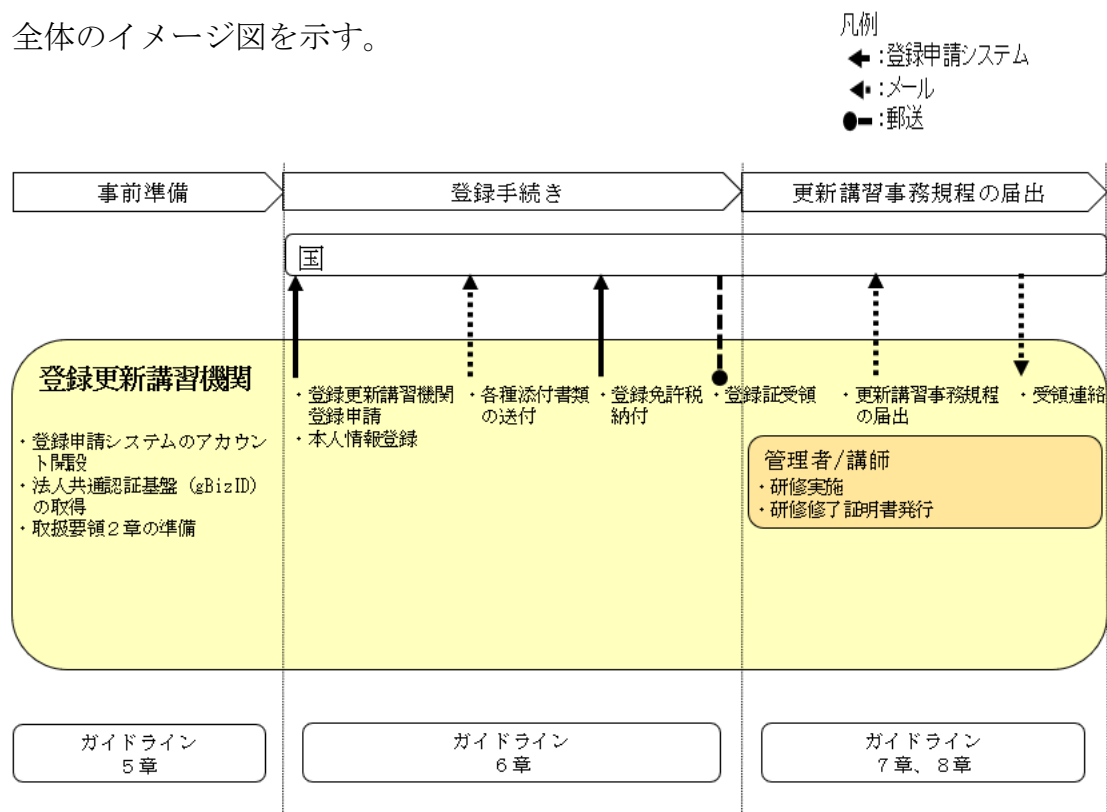 全体のイメージ図を示す。
凡例
:登録申請システム
:メール
:郵送
事前準備
登録手続き
更新講習事務規程の届出
国
登録更新講習機関
・登録申請システムのアカウン
ト開設
・法人共通認証基盤（gBizID）
の取得
・取扱要領２章の準備
・登録更新講習機関
登録申請
・本人情報登録
・各種添付書類
の送付
・登録免許税
納付
・登録証受領
・更新講習事務規程
の届出
・受領連絡
管理者/講師
・研修実施
・研修修了証明書発行
ガイドライン
５章
ガイドライン
６章
ガイドライン
７章、８章